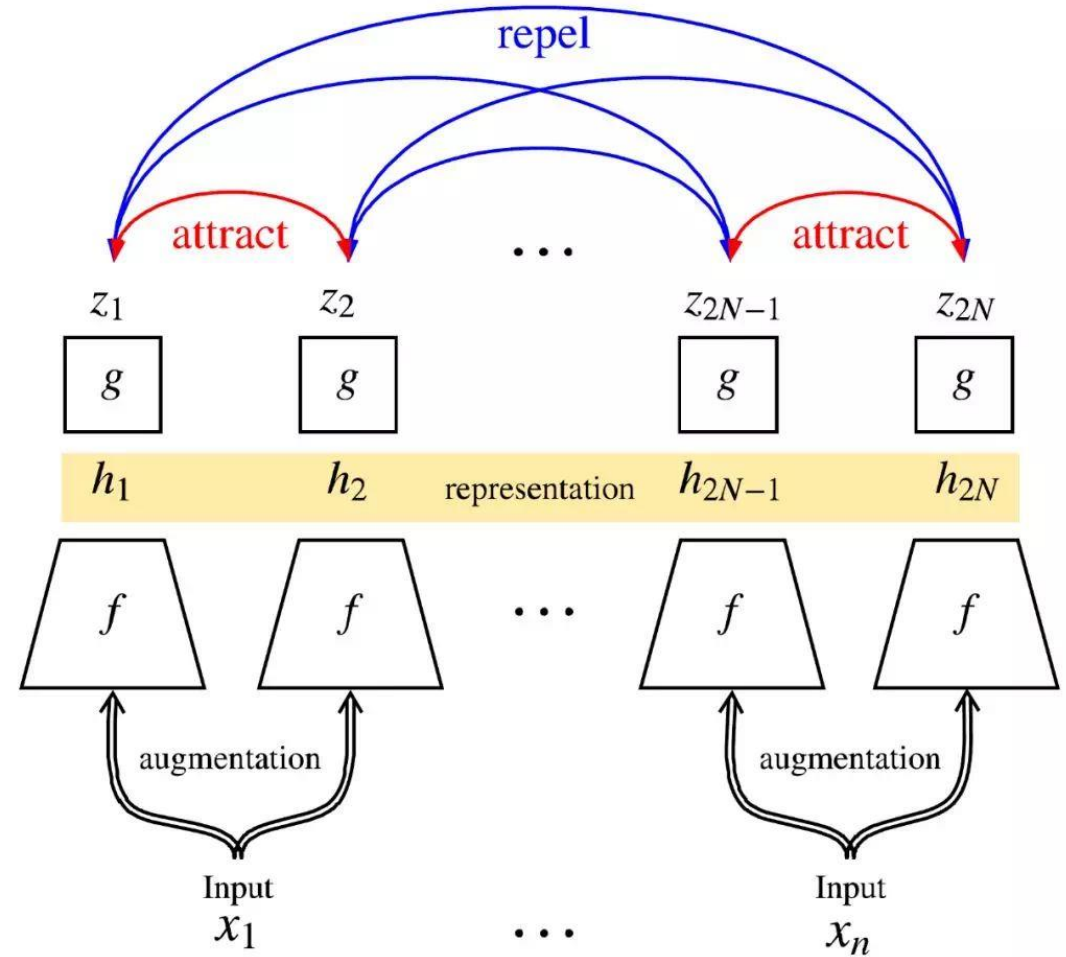 repel
attract attract
...
z₁ z₂ z₂N₋₁ z₂N
g g g g
h₁ h₂ representation h₂N₋₁ h₂N
f f ... f f
augmentation augmentation
Input Input
x₁ ... xₙ